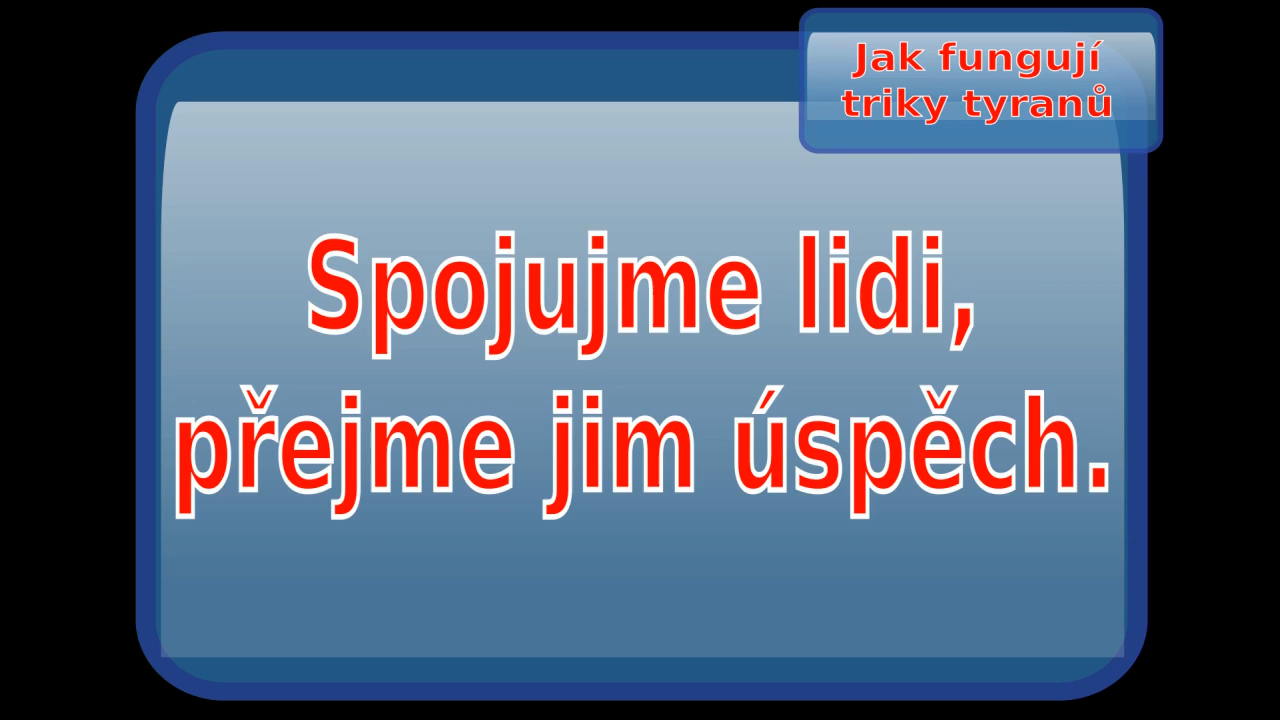 Jak fungují
triky tyranů
Spojujme lidi,
přejme jim úspěch.